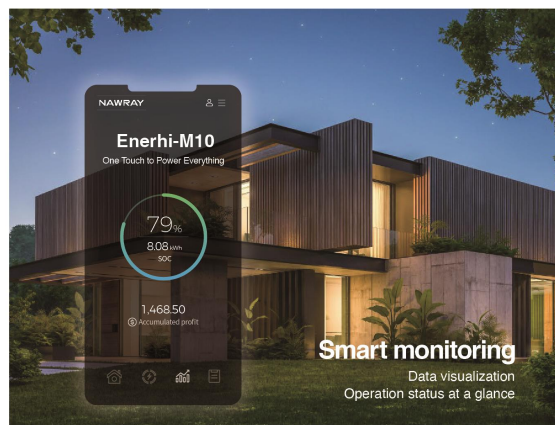 NAWRAY
Enerhi-M10
One Touch to Power Everything
79%
8.08 kWh
SOC
1,468.50
$ Accumulated profit
Smart monitoring
Data visualization
Operation status at a glance